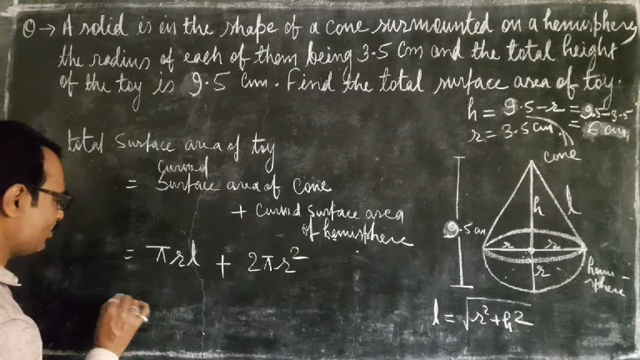 Q → A solid is in the shape of a cone surmounted on a hemisphere,
the radius of each of them being 3.5 cm and the total height
of the toy is 9.5 cm. Find the total surface area of toy.
h = 9.5-r = 9.5-3.5
r = 3.5 cm = 6 cm
total surface area of toy
curved
= Surface area of cone
+ curved surface area
of hemisphere
= πrl + 2πr²
cone
h
l
9.5 cm
r
r
r
hemi-
sphere
l = √r²+h²